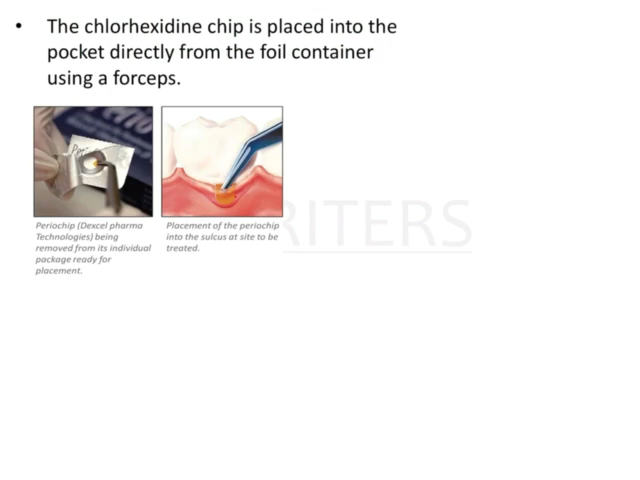 • The chlorhexidine chip is placed into the
pocket directly from the foil container
using a forceps.
Periochip (Dexcel pharma
Technologies) being
removed from its individual
package ready for
placement.
Placement of the periochip
into the sulcus at site to be
treated.
RITERS